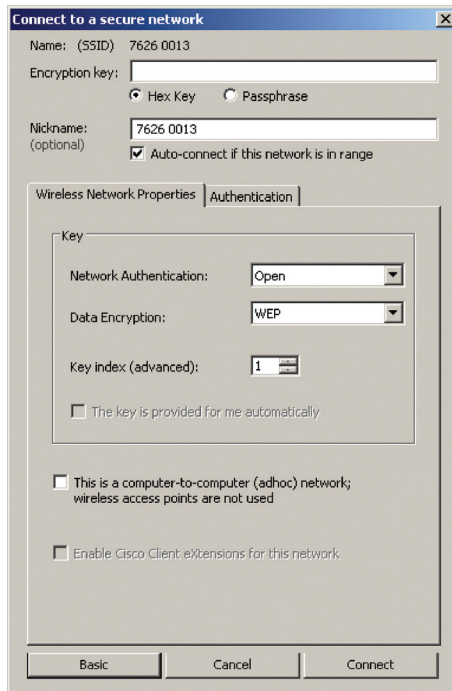 Connect to a secure network
Name: (SSID) 7626 0013
Encryption key:
Hex Key Passphrase
Nickname: 7626 0013
(optional)
Auto-connect if this network is in range
Wireless Network Properties Authentication
Key
Network Authentication: Open
Data Encryption: WEP
Key index (advanced): 1
The key is provided for me automatically
This is a computer-to-computer (adhoc) network;
wireless access points are not used
Enable Cisco Client eXtensions for this network
Basic Cancel Connect